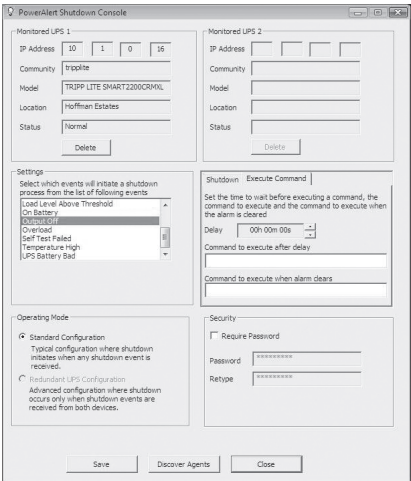 PowerAlert Shutdown Console
Monitored UPS 1
IP Address 10 1 0 16
Community tripplite
Model TRIPP LITE SMART2200CRMXL
Location Hoffman Estates
Status Normal
Delete
Monitored UPS 2
IP Address
Community
Model
Location
Status
Delete
Settings
Select which events will initiate a shutdown
process from the list of following events
Load Level Above Threshold
On Battery
Output Off
Overload
Self Test Failed
Temperature High
UPS Battery Bad
Shutdown Execute Command
Set the time to wait before executing a command, the
command to execute and the command to execute when
the alarm is cleared
Delay 00h 00m 00s
Command to execute after delay
Command to execute when alarm clears
Operating Mode
Standard Configuration
Typical configuration where shutdown
initiates when any shutdown event is
received.
Redundant UPS Configuration
Advanced configuration where shutdown
occurs only when shutdown events are
received from both devices.
Security
Require Password
Password *********
Retype *********
Save Discover Agents Close